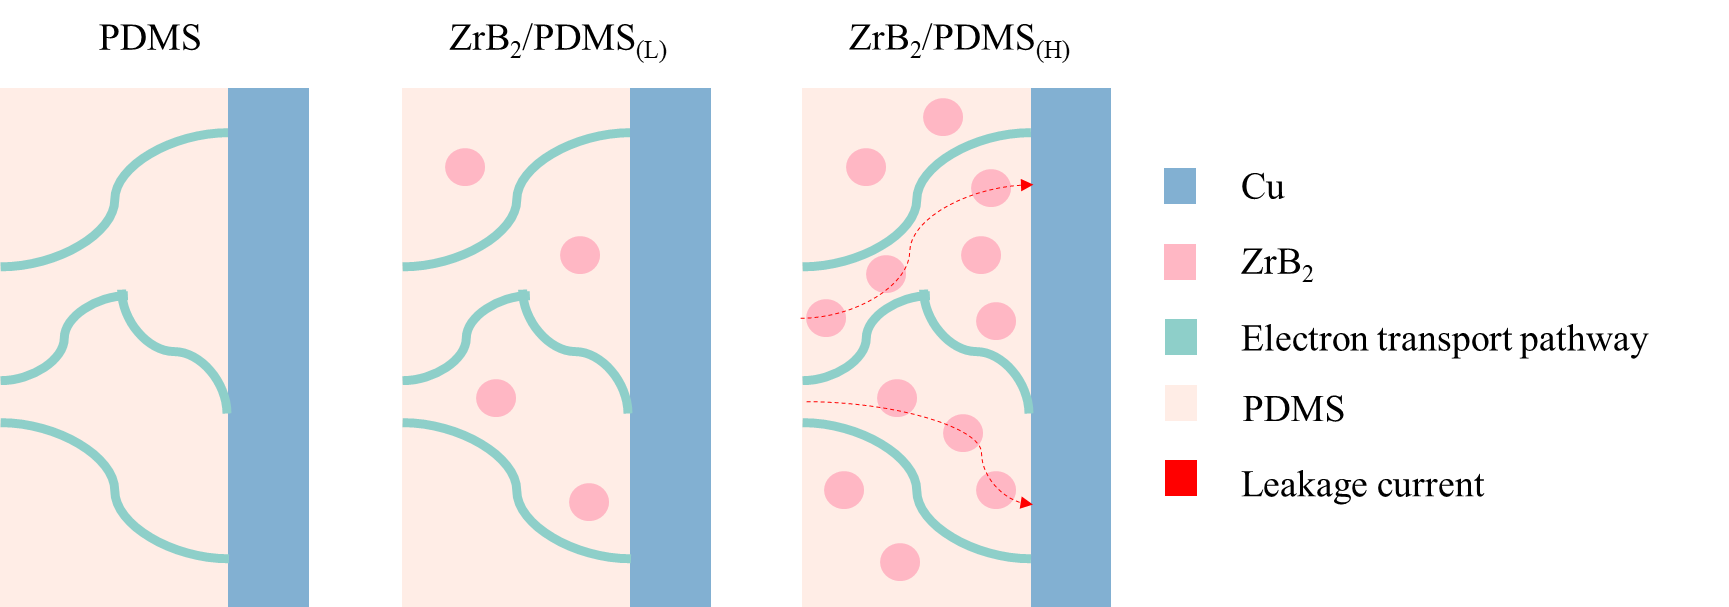 PDMS
ZrB₂/PDMS₍L₎
ZrB₂/PDMS₍H₎
Cu
ZrB₂
Electron transport pathway
PDMS
Leakage current